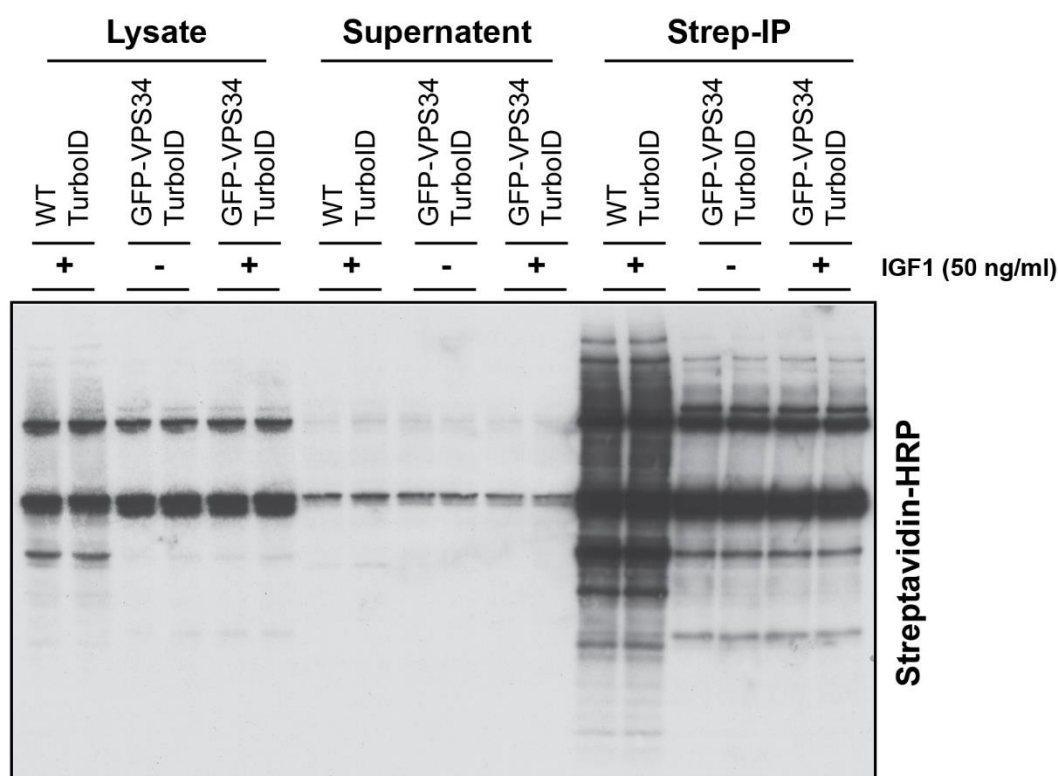 Lysate Supernatent Strep-IP
WT TurboID
GFP-VPS34 TurboID
GFP-VPS34 TurboID
WT TurboID
GFP-VPS34 TurboID
GFP-VPS34 TurboID
WT TurboID
GFP-VPS34 TurboID
GFP-VPS34 TurboID
+ - + + - + + - + IGF1 (50 ng/ml)
Streptavidin-HRP